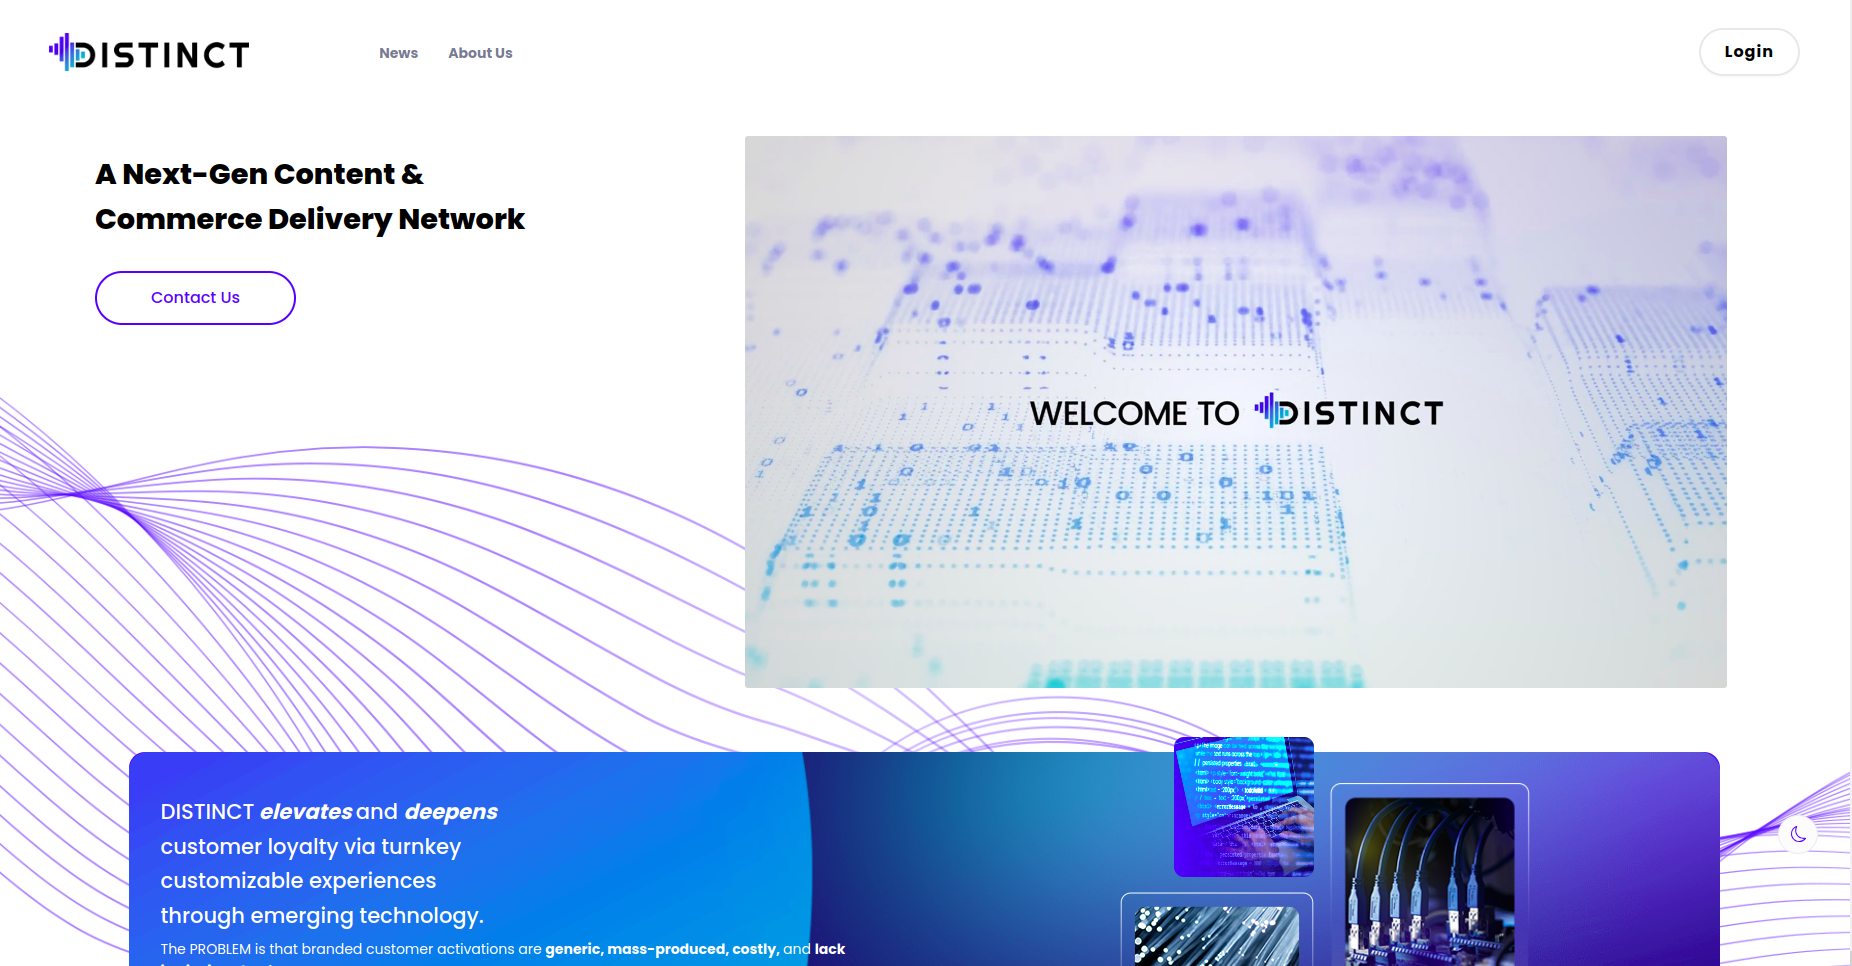 DISTINCT
News
About Us
Login
A Next-Gen Content &
Commerce Delivery Network
Contact Us
WELCOME TO DISTINCT
DISTINCT elevates and deepens
customer loyalty via turnkey
customizable experiences
through emerging technology.
The PROBLEM is that branded customer activations are generic, mass-produced, costly, and lack